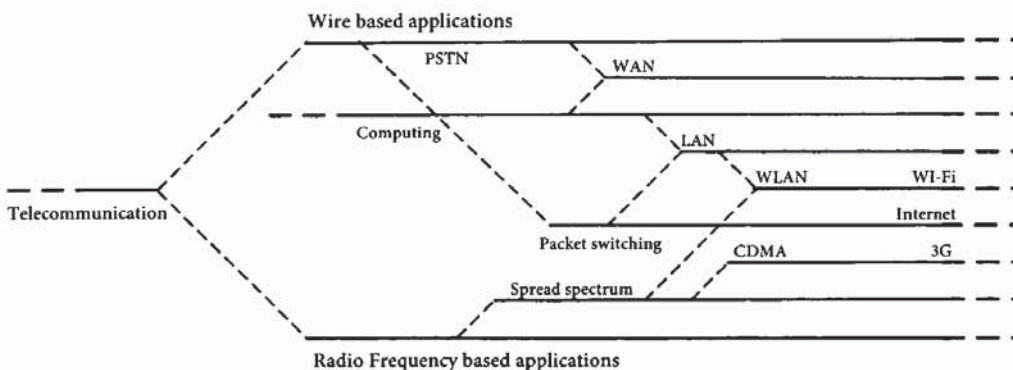 Wire based applications
PSTN
WAN
Computing
LAN
WLAN WI-Fi
Telecommunication
Packet switching Internet
CDMA 3G
Spread spectrum
Radio Frequency based applications